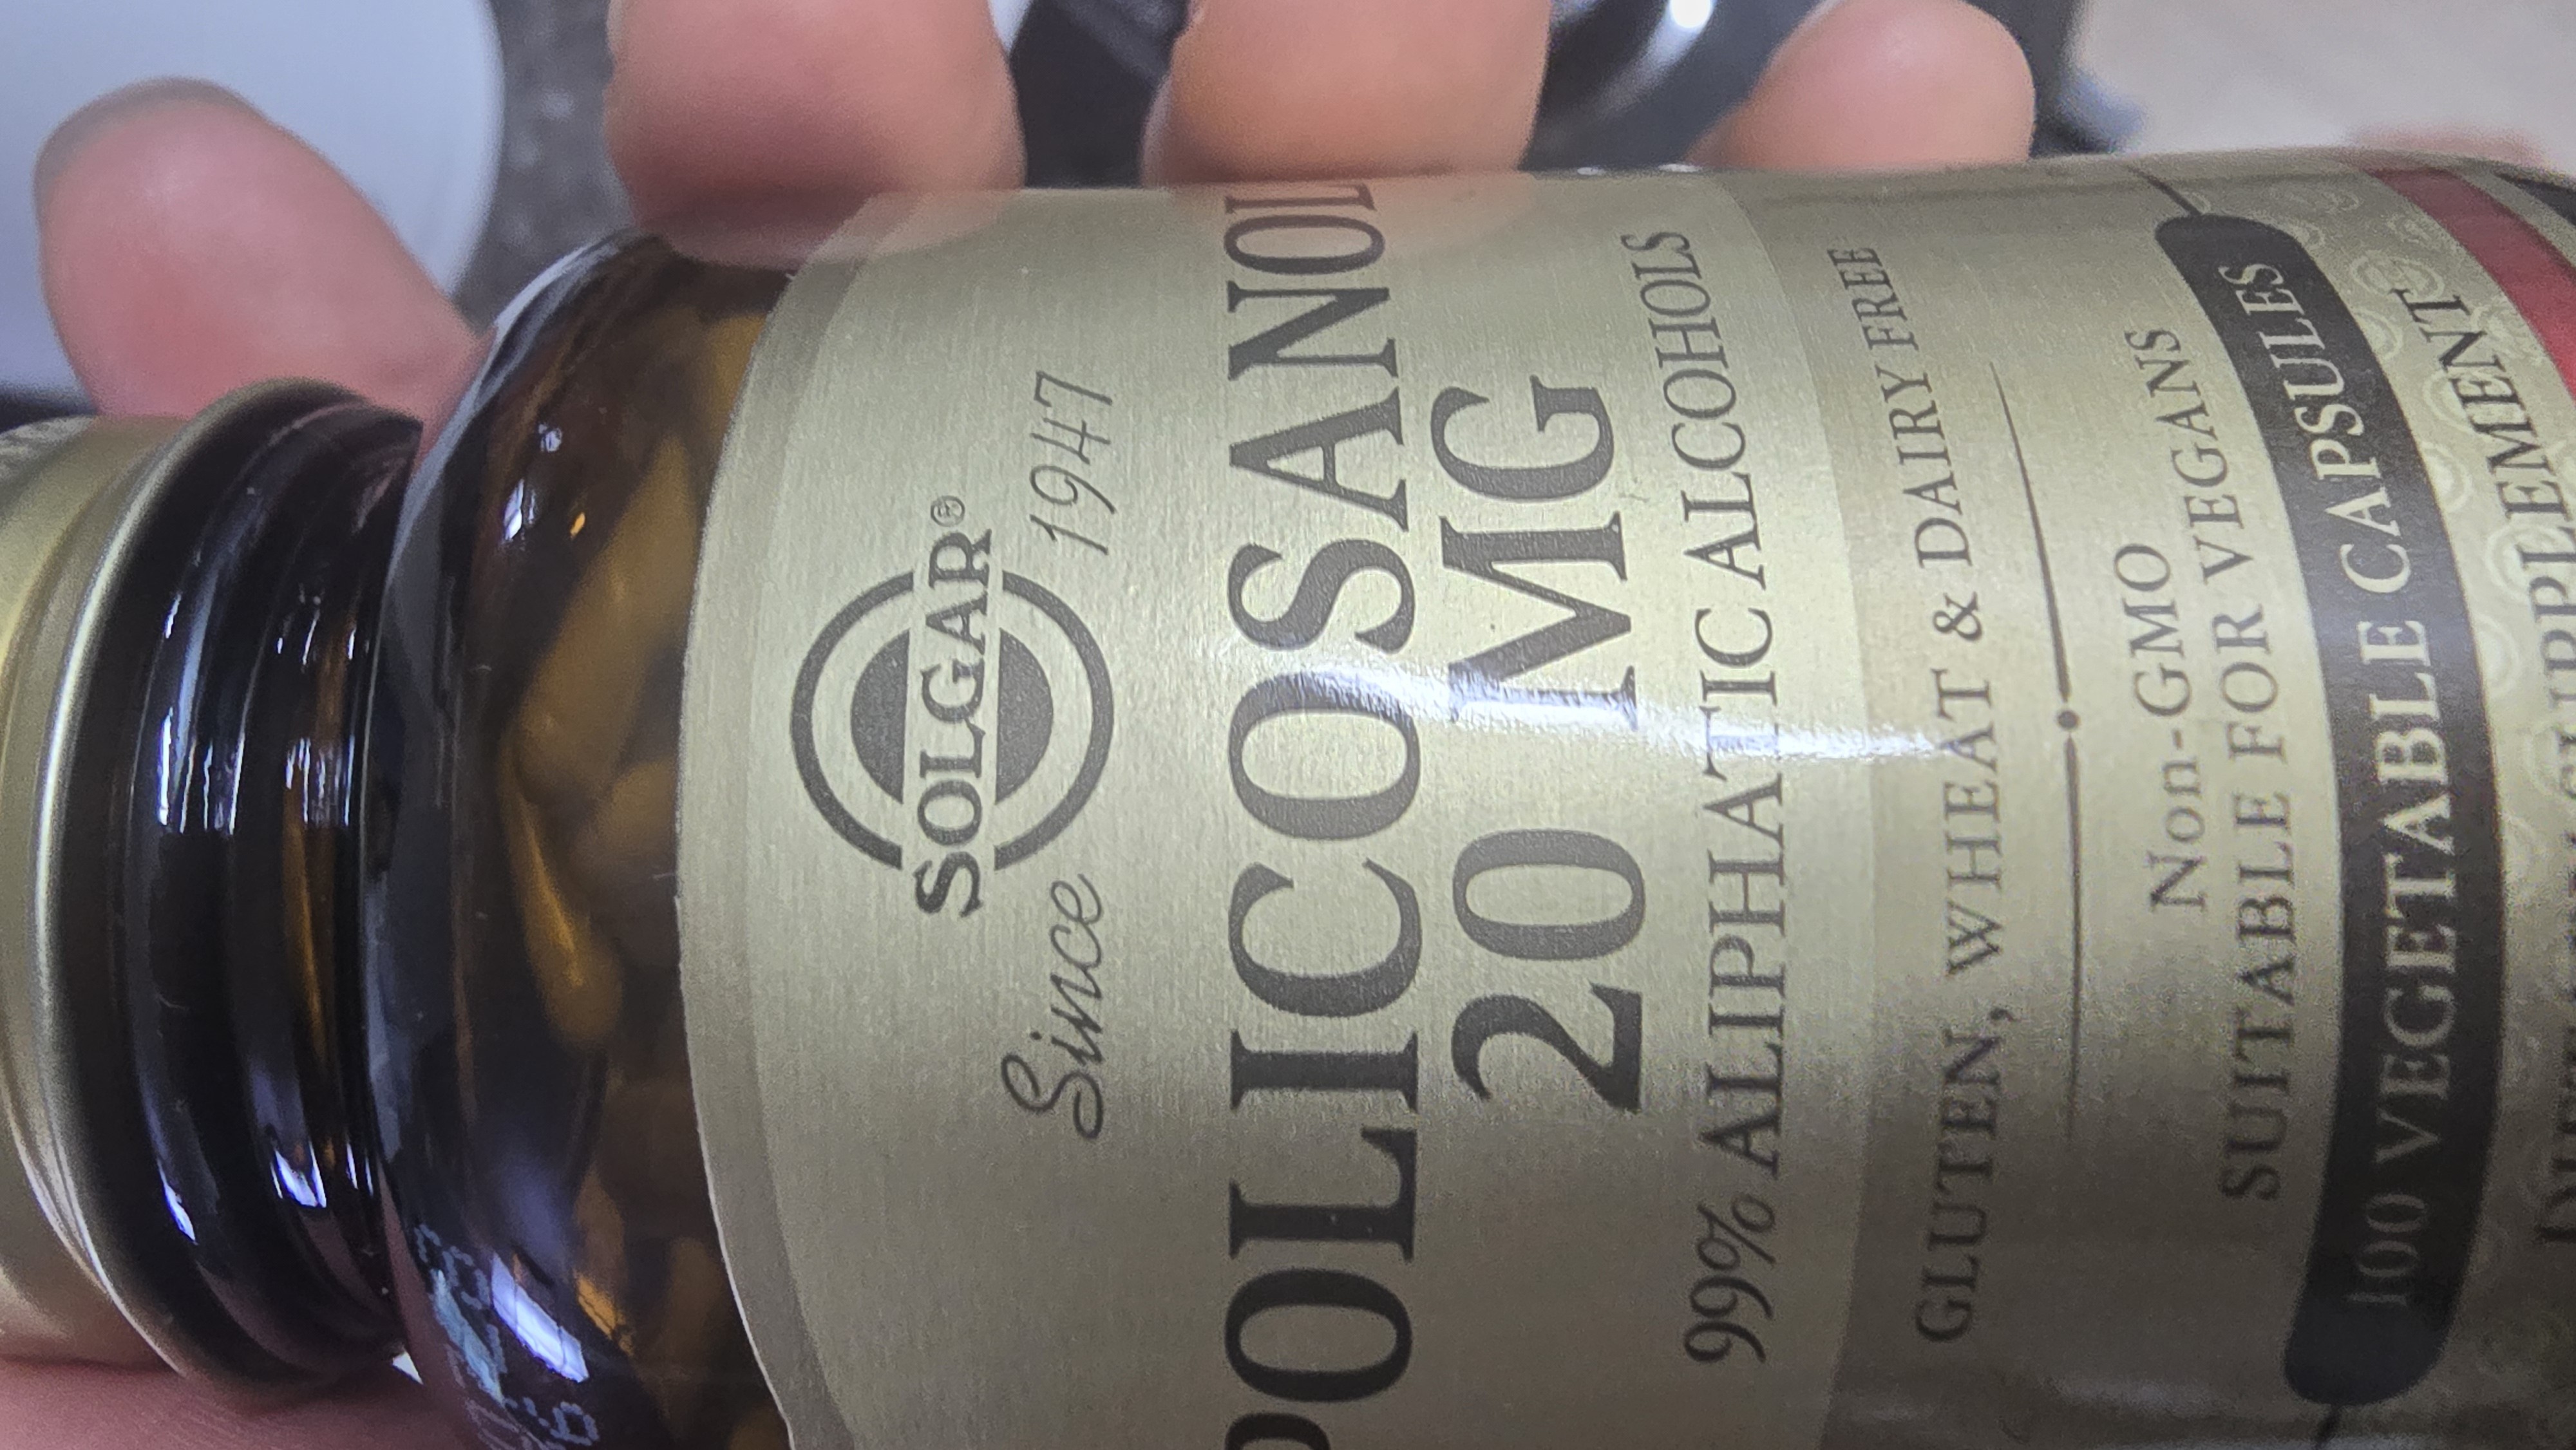 SOLGAR®
Since 1947
POLICOSANOL
20 MG
99% ALIPHATIC ALCOHOLS
GLUTEN, WHEAT & DAIRY FREE
Non-GMO
SUITABLE FOR VEGANS
100 VEGETABLE CAPSULES
SUPPLEMENT